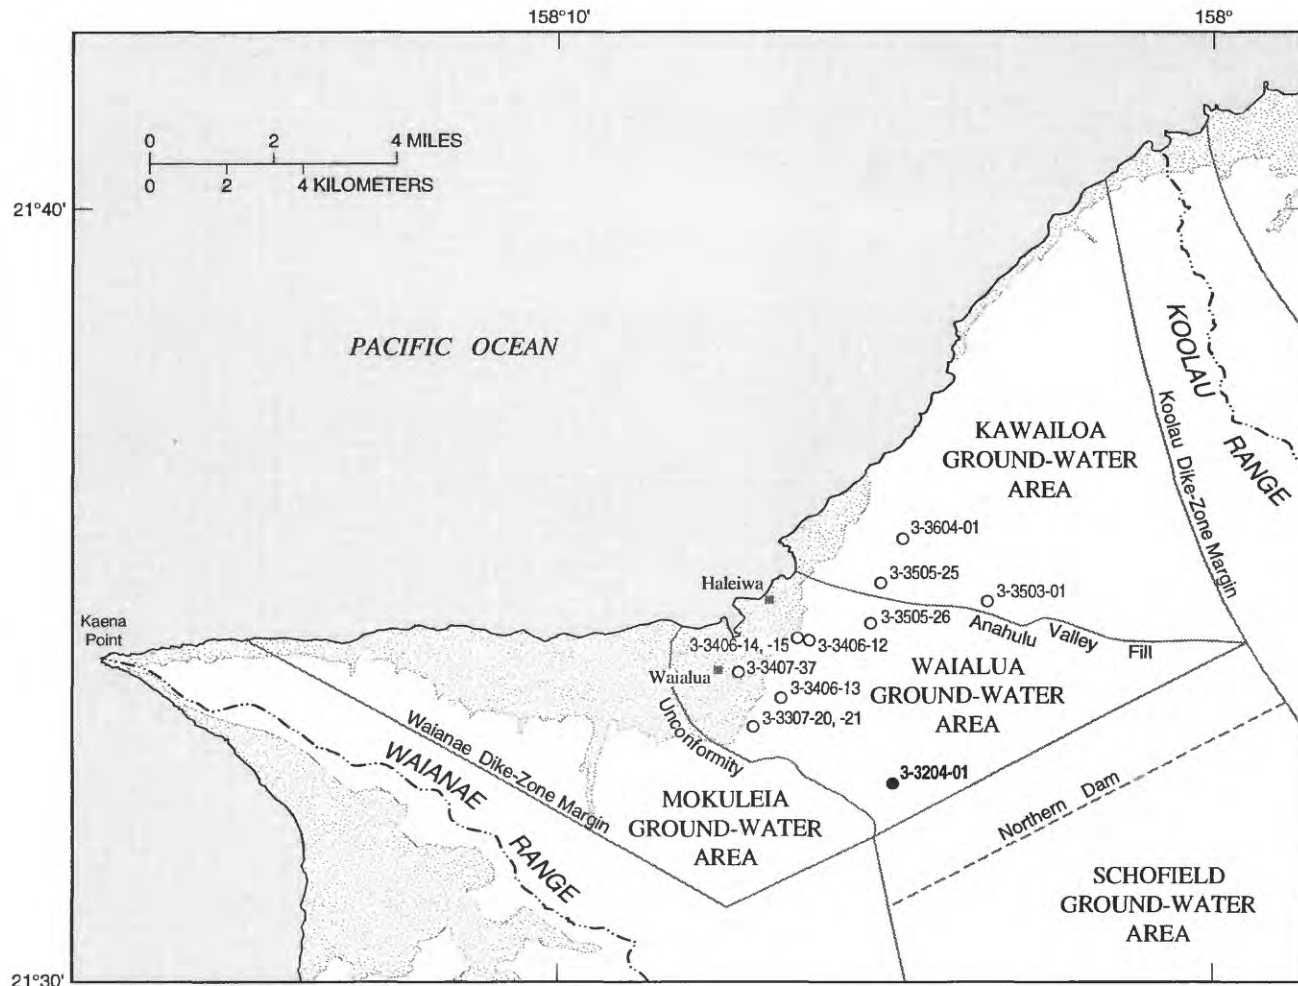 158°10'
158°
0 2 4 MILES
0 2 4 KILOMETERS
21°40'
PACIFIC OCEAN
KOOLAU
RANGE
Koolau Dike-Zone Margin
KAWAILOA
GROUND-WATER
AREA
3-3604-01
3-3505-25
3-3503-01
Haleiwa
3-3505-26
Anahulu Valley Fill
Kaena
Point
3-3406-14, -15
3-3406-12
Waialua
3-3407-37
WAIALUA
GROUND-WATER
AREA
3-3406-13
3-3307-20, -21
Unconformity
Waianae Dike-Zone Margin
WAIANAE
RANGE
3-3204-01
MOKULEIA
GROUND-WATER
AREA
Northern Dam
SCHOFIELD
GROUND-WATER
AREA
21°30'